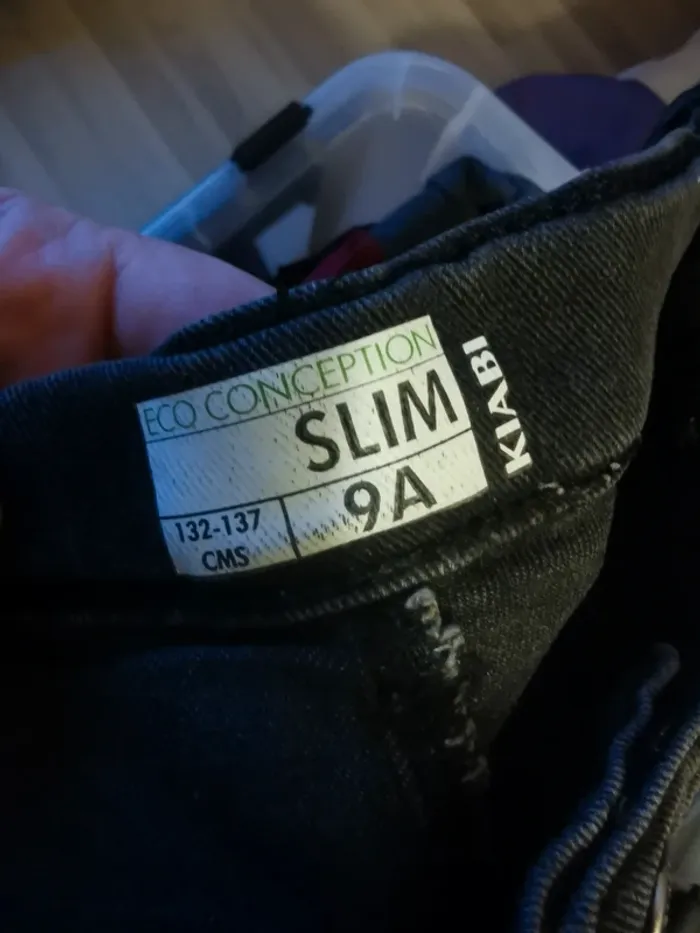 ECO CONCEPTION
SLIM
132-137
CMS
9A
KIABI